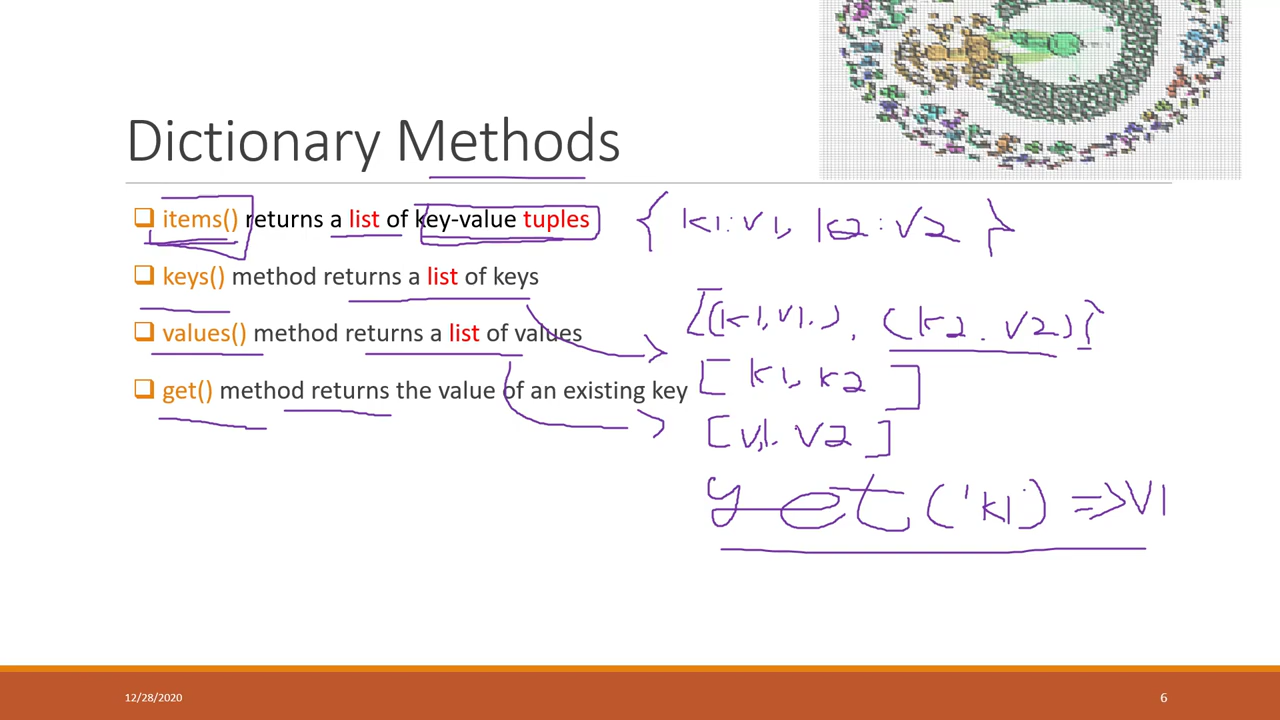 Dictionary Methods
items() returns a list of key-value tuples
{ k1:v1, k2:v2 }
keys() method returns a list of keys
[(k1,v1), (k2,v2)]
values() method returns a list of values
[ k1, k2 ]
get() method returns the value of an existing key
[v1, v2]
get('k1') => v1
12/28/2020
6